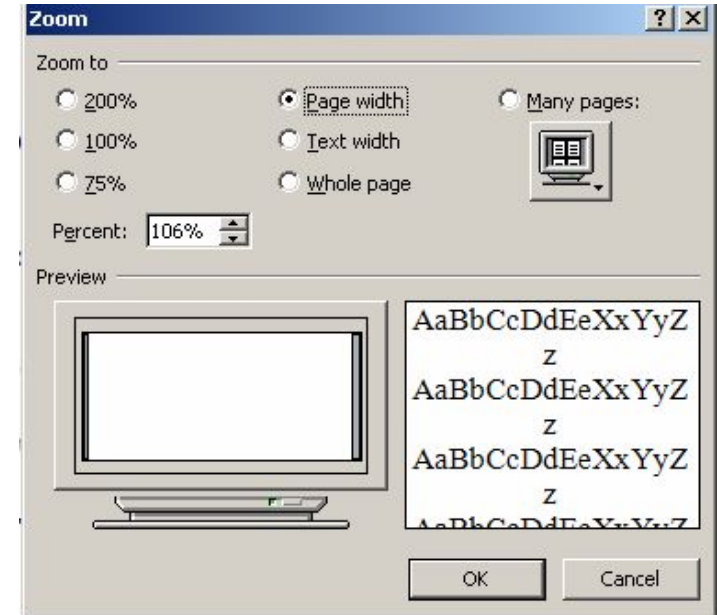 Zoom
Zoom to
200% Page width Many pages:
100% Text width
75% Whole page
Percent: 106%
Preview
AaBbCcDdEeXxYyZ
z
AaBbCcDdEeXxYyZ
z
AaBbCcDdEeXxYyZ
z
AaBbCcDdEeXxYyZ
OK Cancel